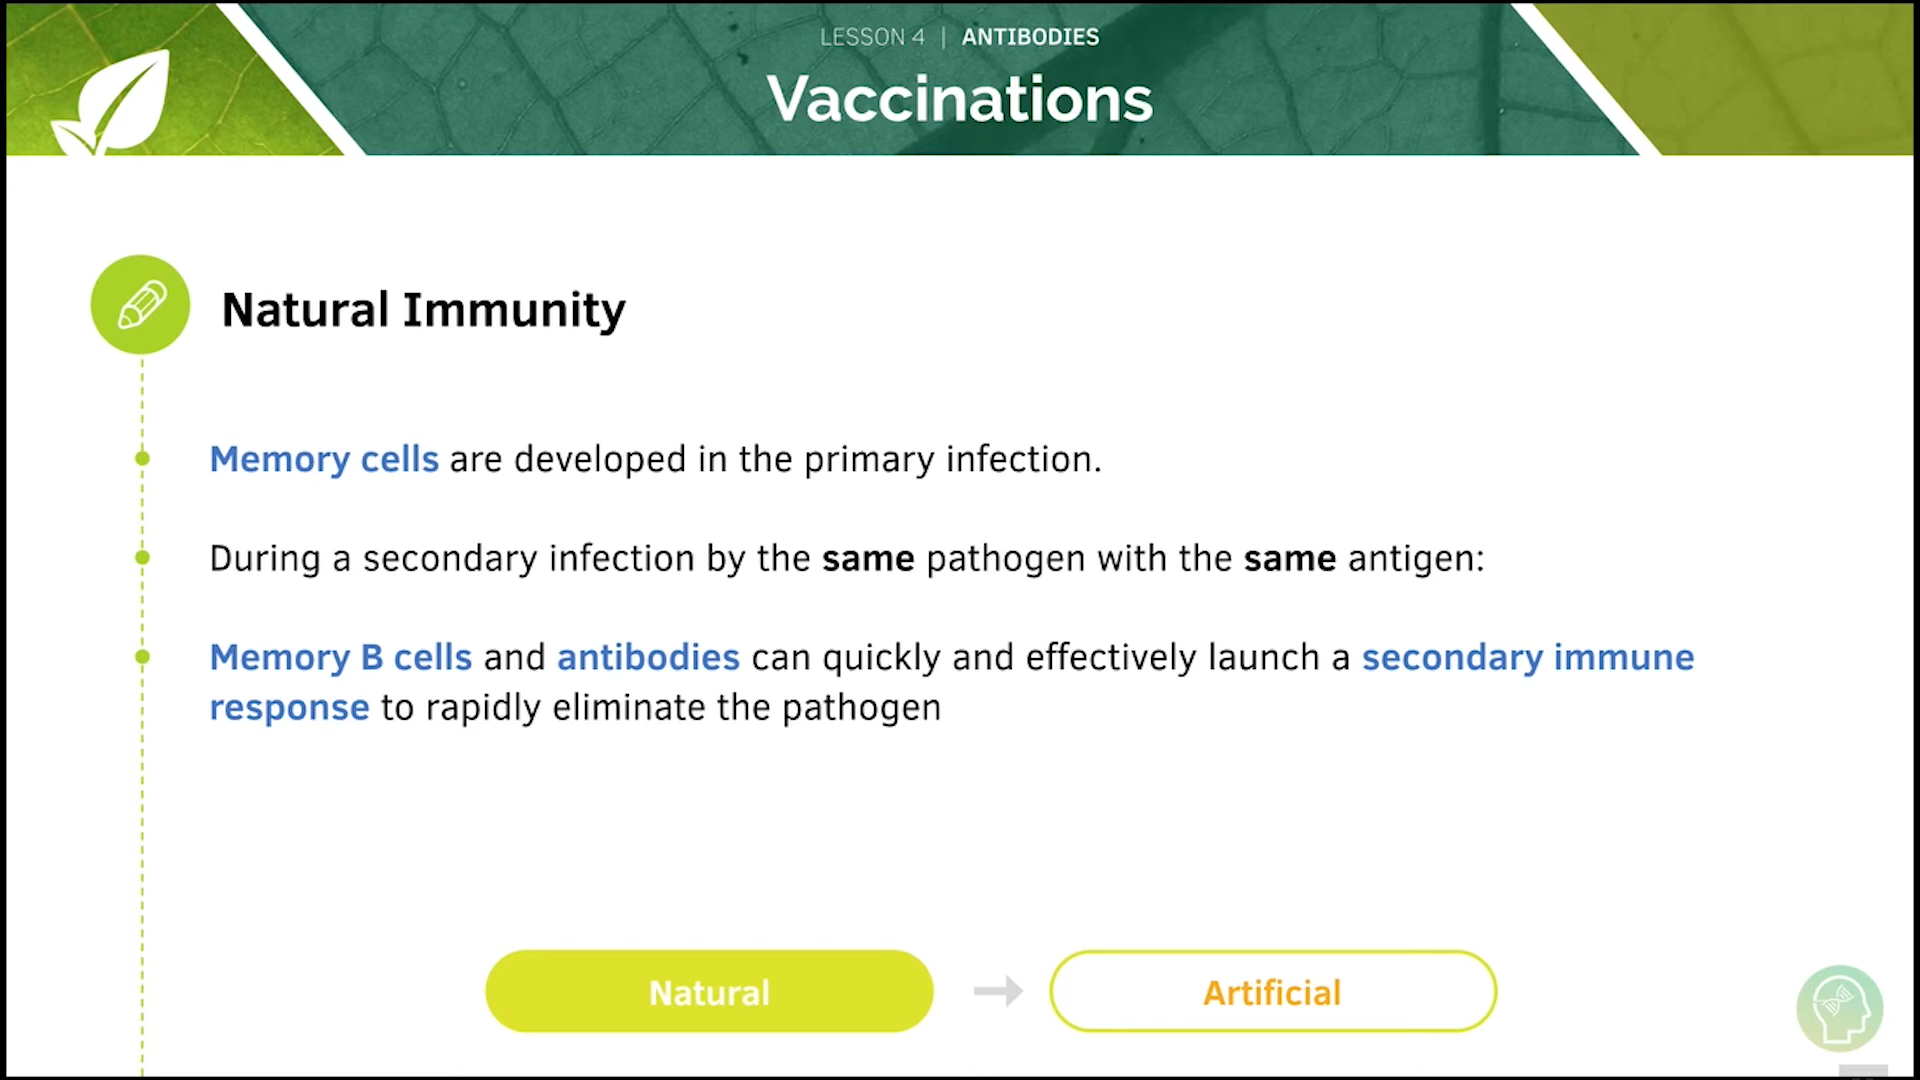 LESSON 4 | ANTIBODIES
Vaccinations
Natural Immunity
Memory cells are developed in the primary infection.
During a secondary infection by the same pathogen with the same antigen:
Memory B cells and antibodies can quickly and effectively launch a secondary immune
response to rapidly eliminate the pathogen
Natural
Artificial